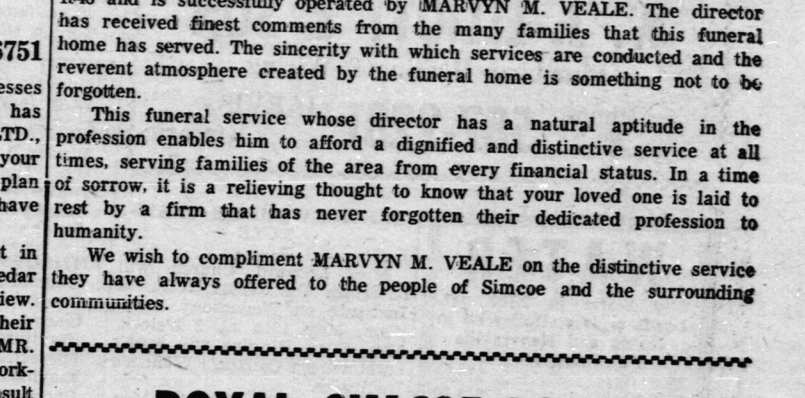 and is successfully operated by MARVYN M. VEALE. The director
has received finest comments from the many families that this funeral
home has served. The sincerity with which services are conducted and the
reverent atmosphere created by the funeral home is something not to be
forgotten.
This funeral service whose director has a natural aptitude in the
profession enables him to afford a dignified and distinctive service at all
times, serving families of the area from every financial status. In a time
of sorrow, it is a relieving thought to know that your loved one is laid to
rest by a firm that has never forgotten their dedicated profession to
humanity.
We wish to compliment MARVYN M. VEALE on the distinctive service
they have always offered to the people of Simcoe and the surrounding
communities.
6751
esses
has
LTD.,
your
plan
have
t in
edar
iew.
heir
MR.
ork-
sult
ROYAL